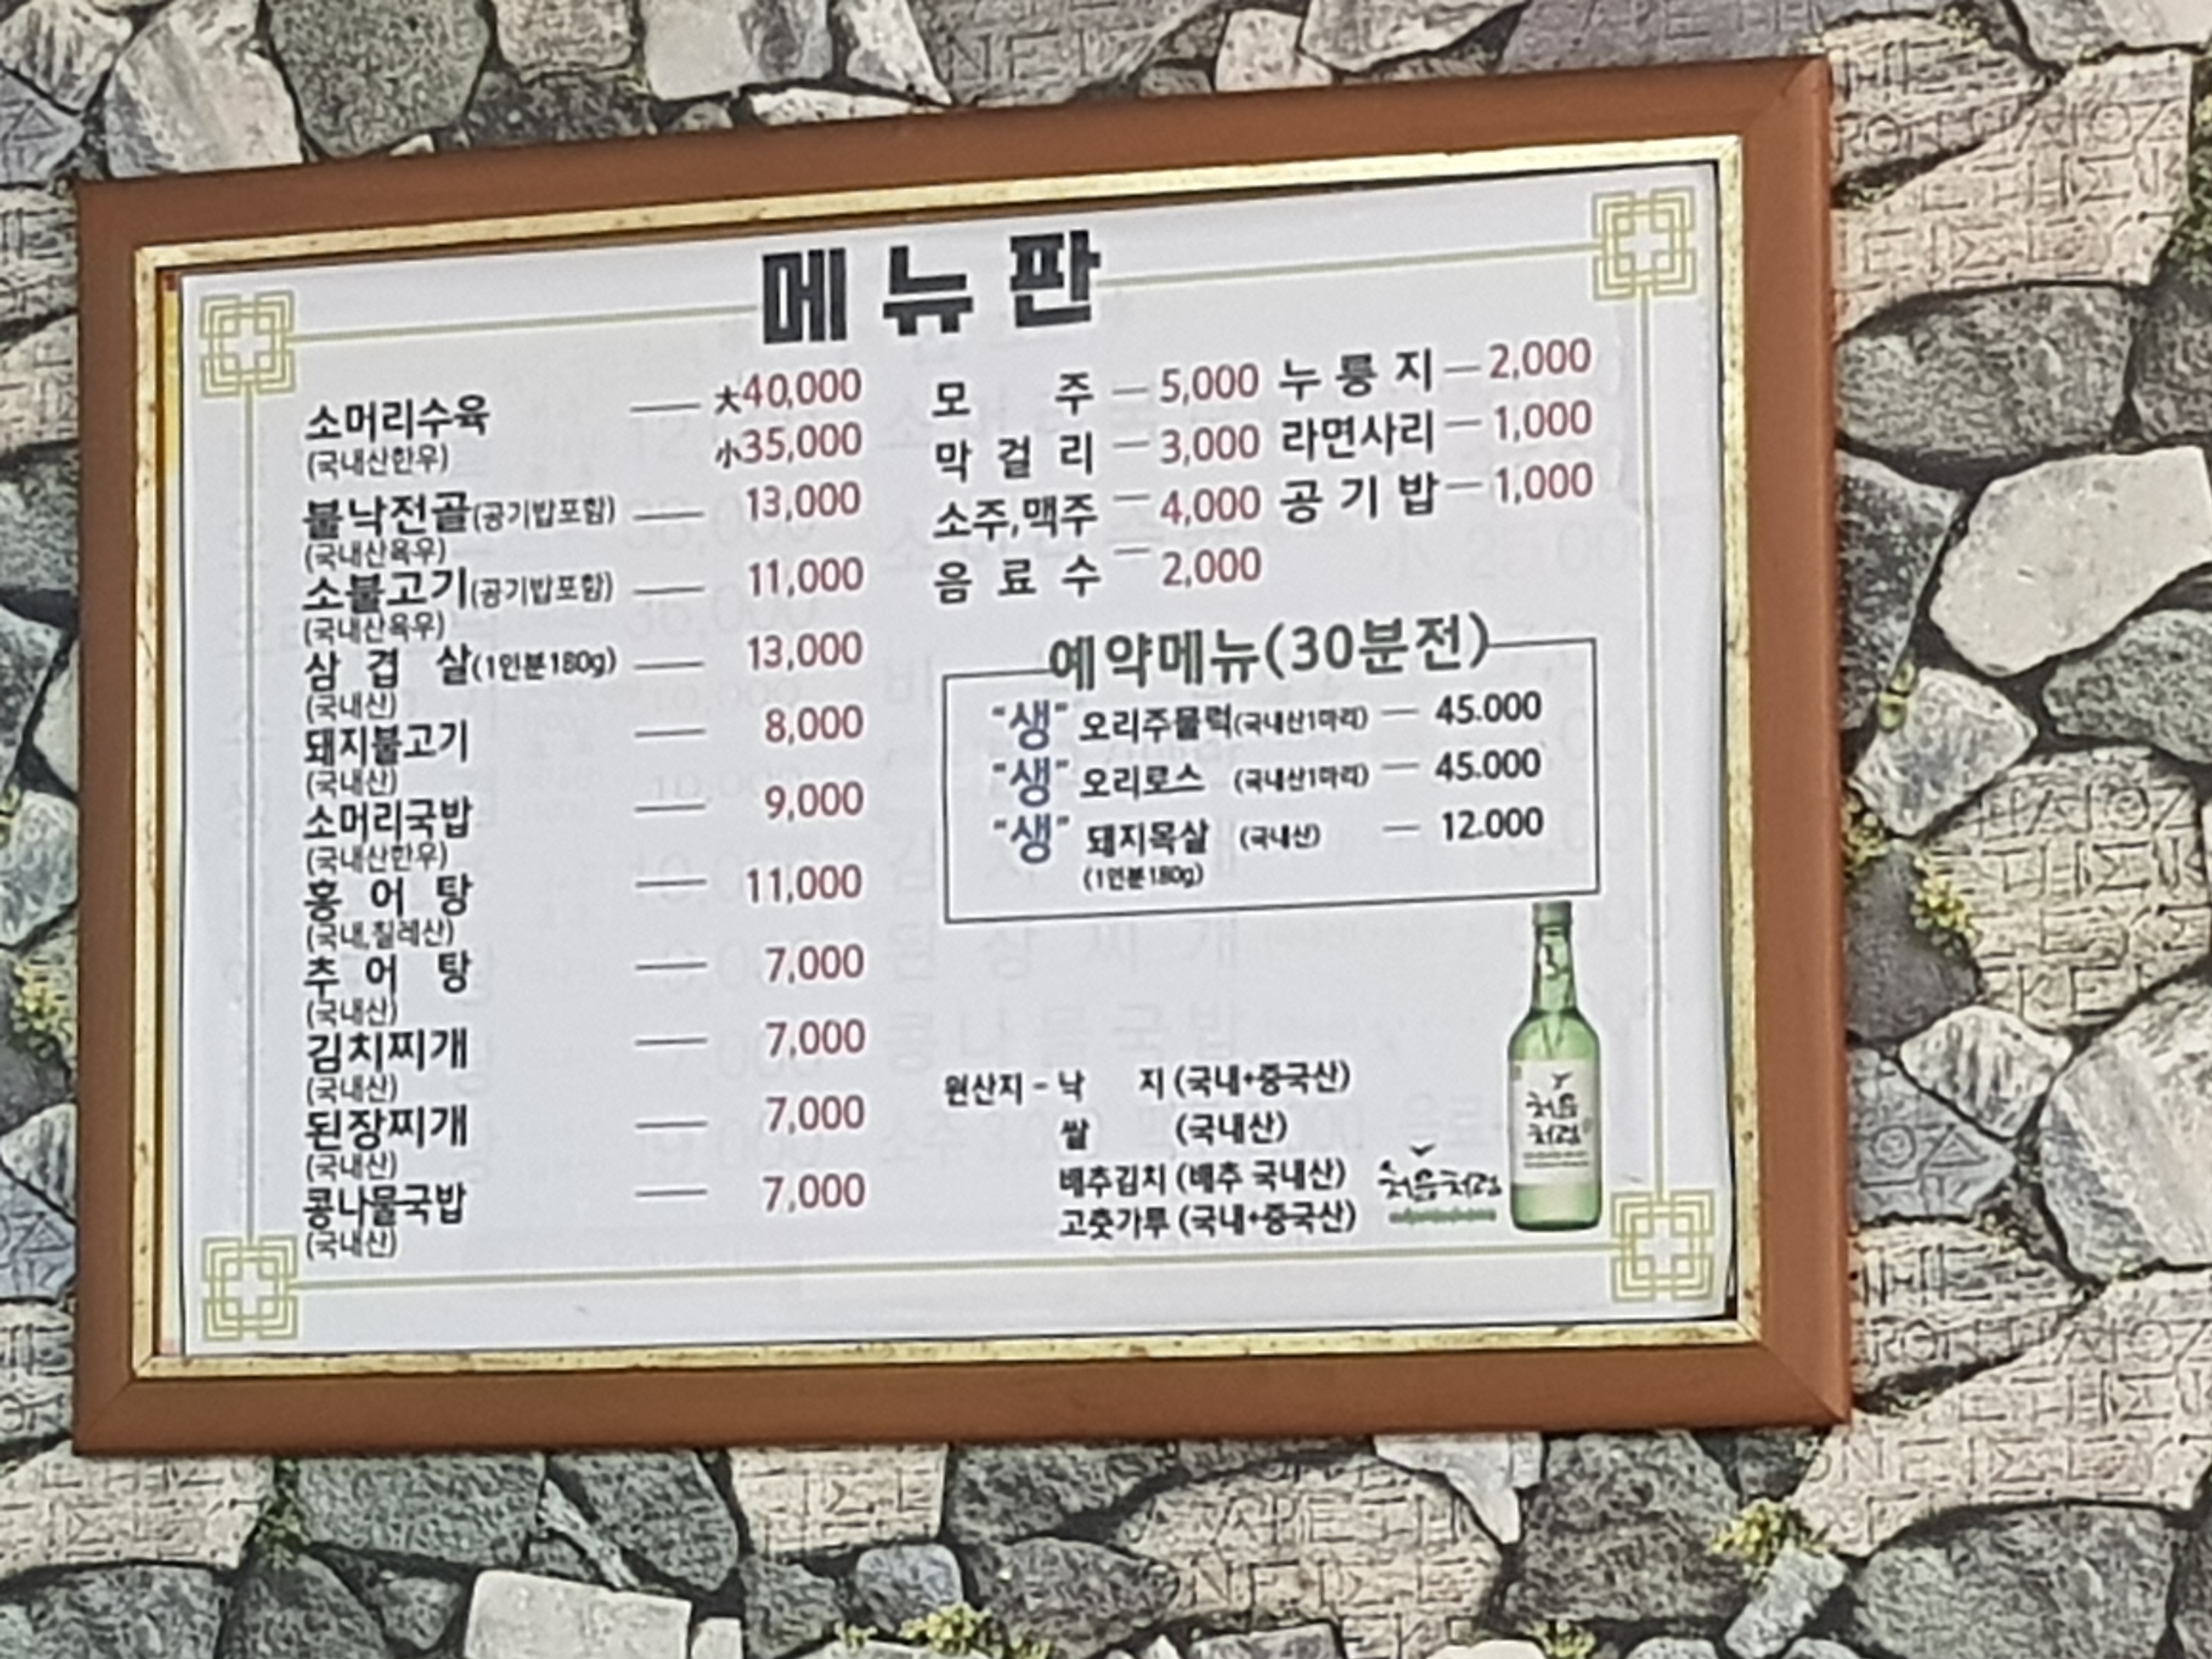 메뉴판
소머리수육 — 大40,000
(국내산한우) 小35,000
불낙전골(공기밥포함) — 13,000
(국내산육우)
소불고기(공기밥포함) — 11,000
(국내산육우)
삼 겹 살(1인분180g) — 13,000
(국내산)
돼지불고기 — 8,000
(국내산)
소머리국밥 — 9,000
(국내산한우)
홍 어 탕 — 11,000
(국내,칠레산)
추 어 탕 — 7,000
(국내산)
김치찌개 — 7,000
(국내산)
된장찌개 — 7,000
(국내산)
콩나물국밥 — 7,000
(국내산)
모 주 — 5,000
막 걸 리 — 3,000
소주,맥주 — 4,000
음 료 수 — 2,000
누 룽 지 — 2,000
라면사리 — 1,000
공 기 밥 — 1,000
예약메뉴(30분전)
"생" 오리주물럭(국내산1마리) — 45.000
"생" 오리로스 (국내산1마리) — 45.000
"생" 돼지목살 (국내산) — 12.000
(1인분180g)
원산지 - 낙 지 (국내+중국산)
쌀 (국내산)
배추김치 (배추 국내산)
고춧가루 (국내+중국산)
처음처럼
처음
처럼